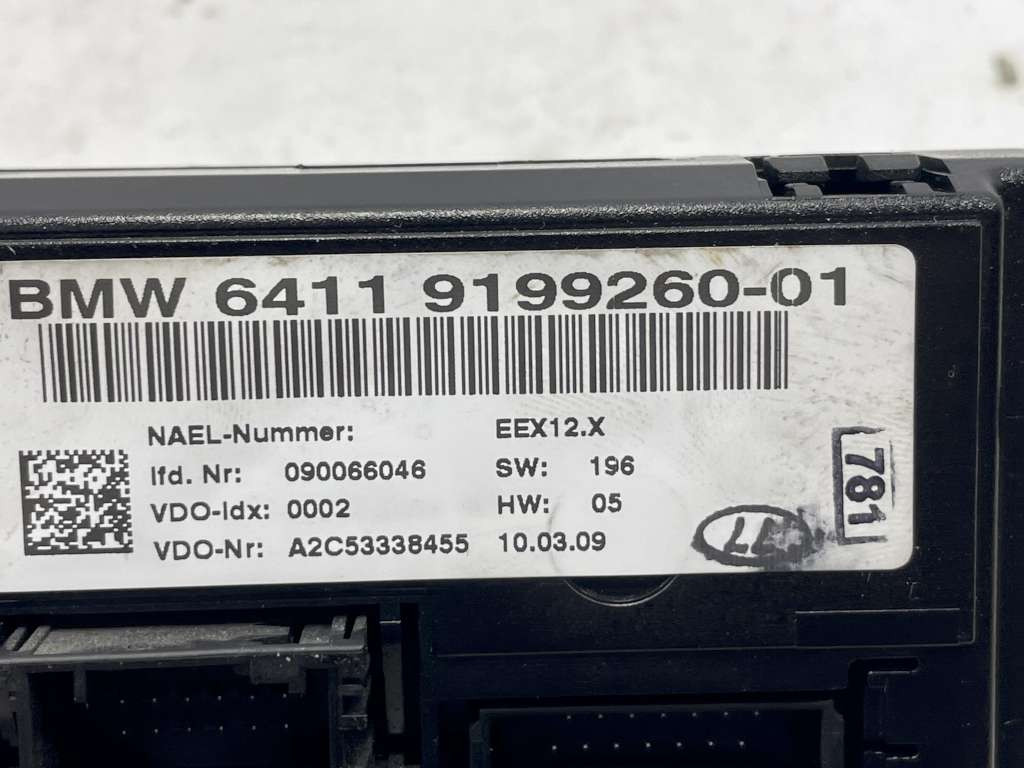 BMW 6411 9199260-01
NAEL-Nummer: EEX12.X
lfd. Nr: 090066046 SW: 196
VDO-Idx: 0002 HW: 05
VDO-Nr: A2C53338455 10.03.09
781
77